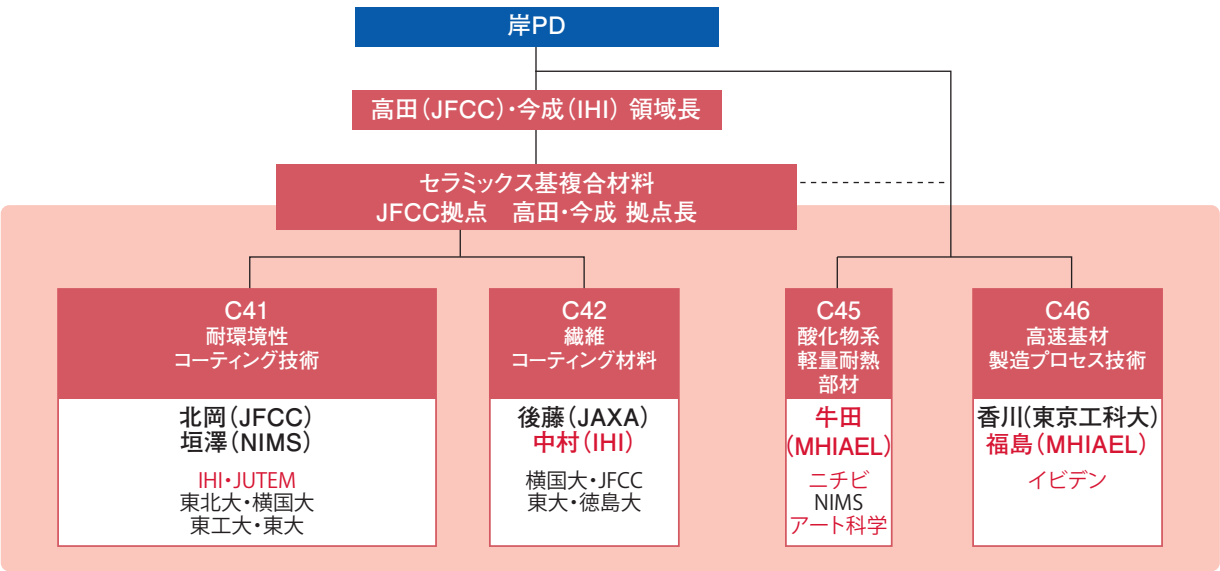 岸PD
高田(JFCC)・今成(IHI) 領域長
セラミックス基複合材料
JFCC拠点　高田・今成 拠点長
C41
耐環境性
コーティング技術
北岡(JFCC)
垣澤(NIMS)
IHI・JUTEM
東北大・横国大
東工大・東大
C42
繊維
コーティング材料
後藤(JAXA)
中村(IHI)
横国大・JFCC
東大・徳島大
C45
酸化物系
軽量耐熱
部材
牛田
(MHIAEL)
ニチビ
NIMS
アート科学
C46
高速基材
製造プロセス技術
香川(東京工科大)
福島(MHIAEL)
イビデン